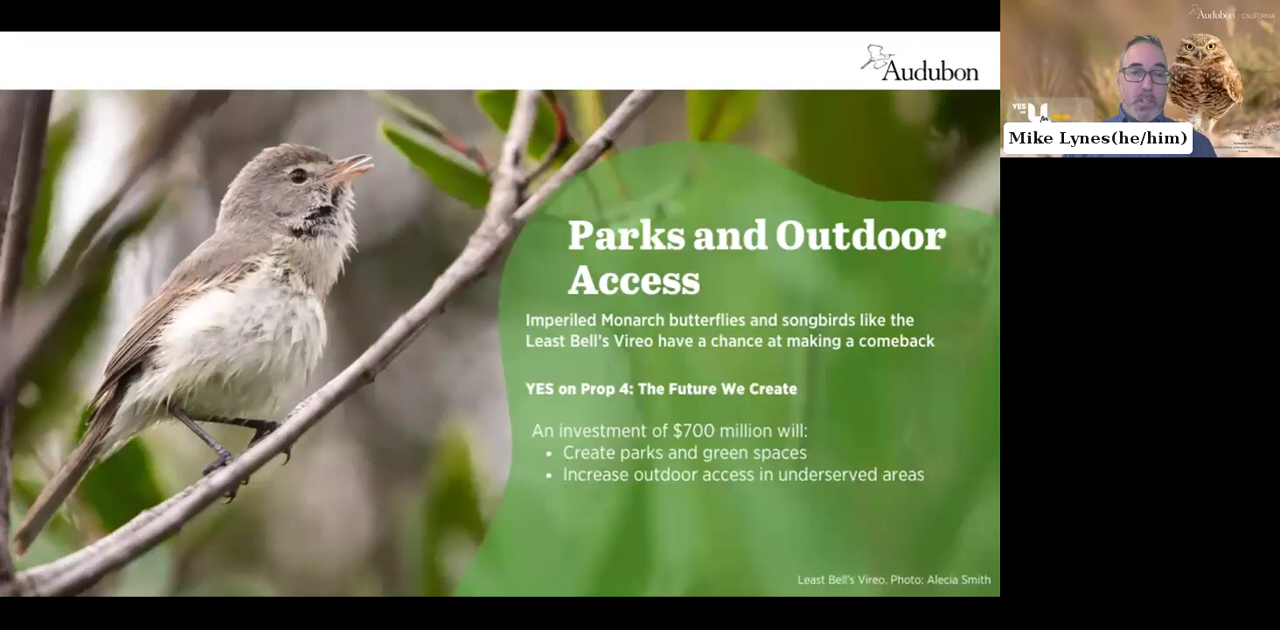 Audubon
Parks and Outdoor
Access
Imperiled Monarch butterflies and songbirds like the
Least Bell's Vireo have a chance at making a comeback
YES on Prop 4: The Future We Create
An investment of $700 million will:
• Create parks and green spaces
• Increase outdoor access in underserved areas
Least Bell's Vireo. Photo: Alecia Smith
Audubon CALIFORNIA
YES
Mike Lynes(he/him)